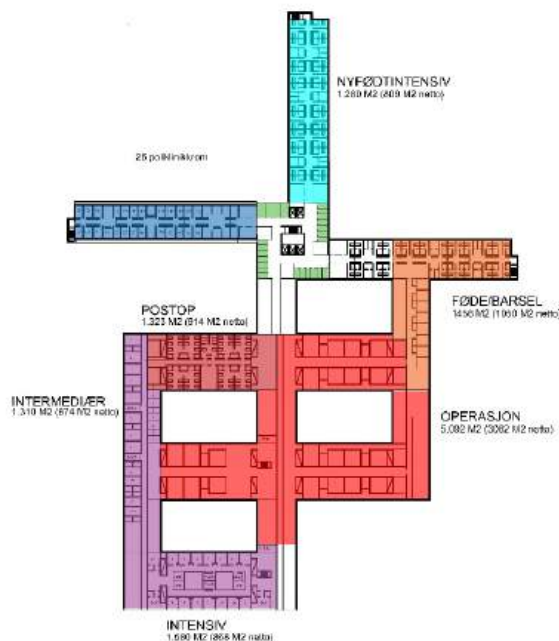 NYFØDTINTENSIV
1.280 M2 (809 M2 netto)
25 poliklinikkrom
FØDE/BARSEL
1456 M2 (1060 M2 netto)
POSTOP
1.323 M2 (914 M2 netto)
INTERMEDIÆR
1.310 M2 (874 M2 netto)
OPERASJON
5.092 M2 (3062 M2 netto)
INTENSIV
1.580 M2 (868 M2 netto)